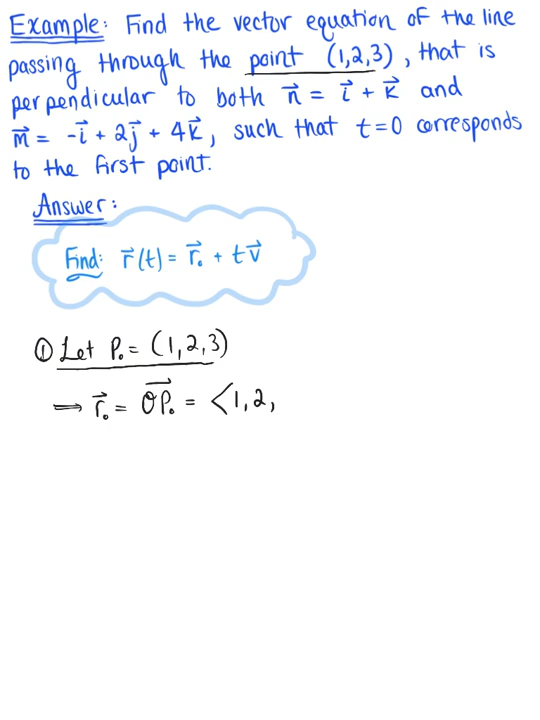 Example: Find the vector equation of the line
passing through the point (1,2,3), that is
perpendicular to both n⃗ = i⃗ + k⃗ and
m⃗ = -i⃗ + 2j⃗ + 4k⃗, such that t=0 corresponds
to the first point.
Answer:
Find: r⃗(t) = r⃗₀ + tv⃗
① Let P₀ = (1,2,3)
⟹ r⃗₀ = OP₀⃗ = <1,2,